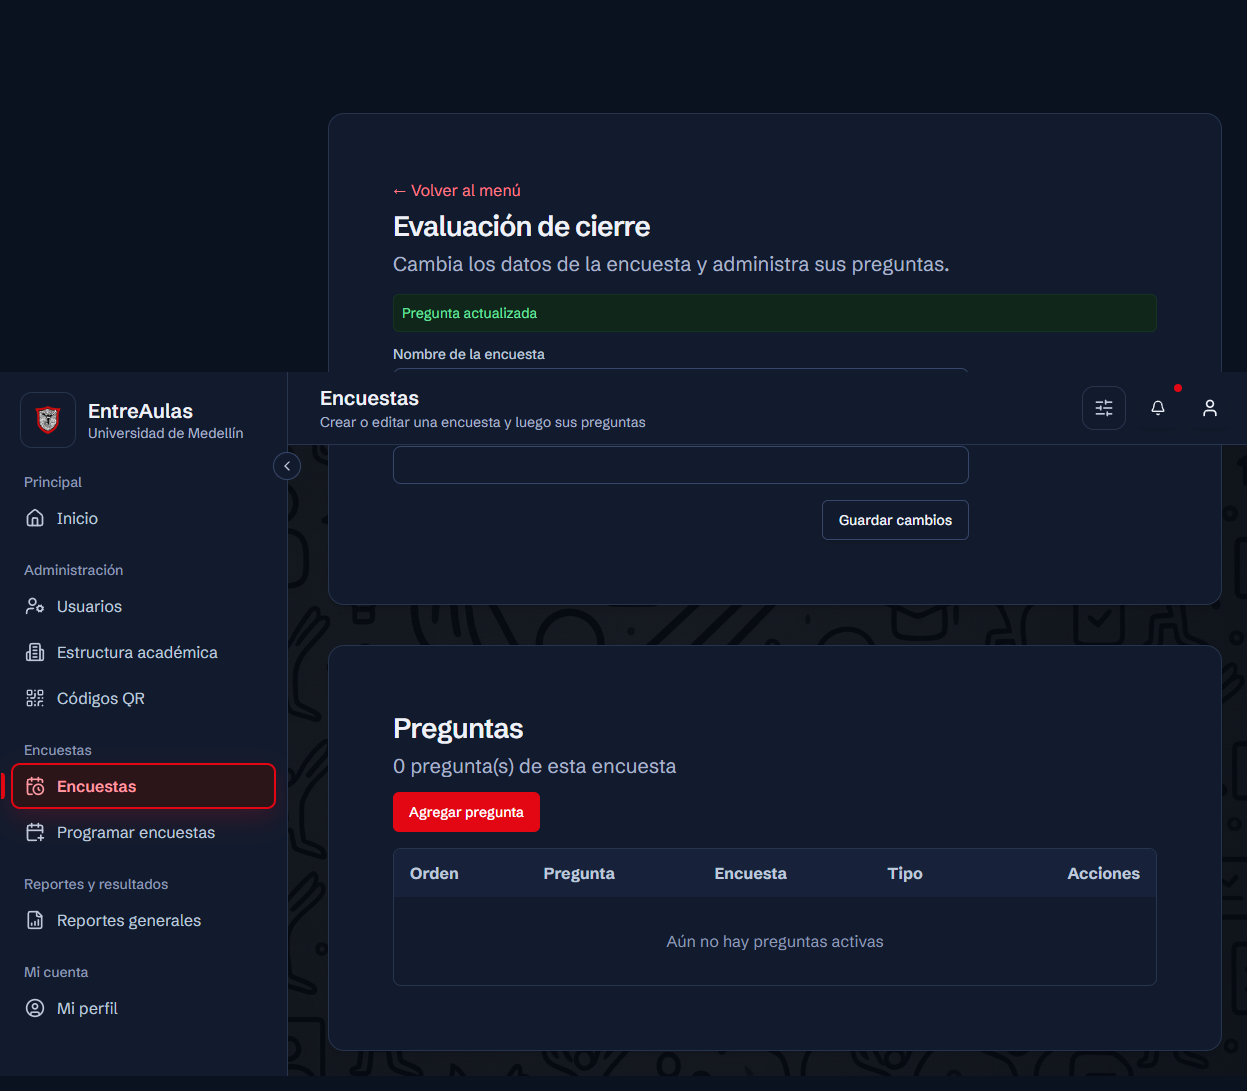 ← Volver al menú
Evaluación de cierre
Cambia los datos de la encuesta y administra sus preguntas.
Pregunta actualizada
Nombre de la encuesta
EntreAulas
Universidad de Medellín
Encuestas
Crear o editar una encuesta y luego sus preguntas
Principal
Inicio
Administración
Usuarios
Estructura académica
Códigos QR
Encuestas
Encuestas
Programar encuestas
Reportes y resultados
Reportes generales
Mi cuenta
Mi perfil
Guardar cambios
Preguntas
0 pregunta(s) de esta encuesta
Agregar pregunta
Orden Pregunta Encuesta Tipo Acciones
Aún no hay preguntas activas